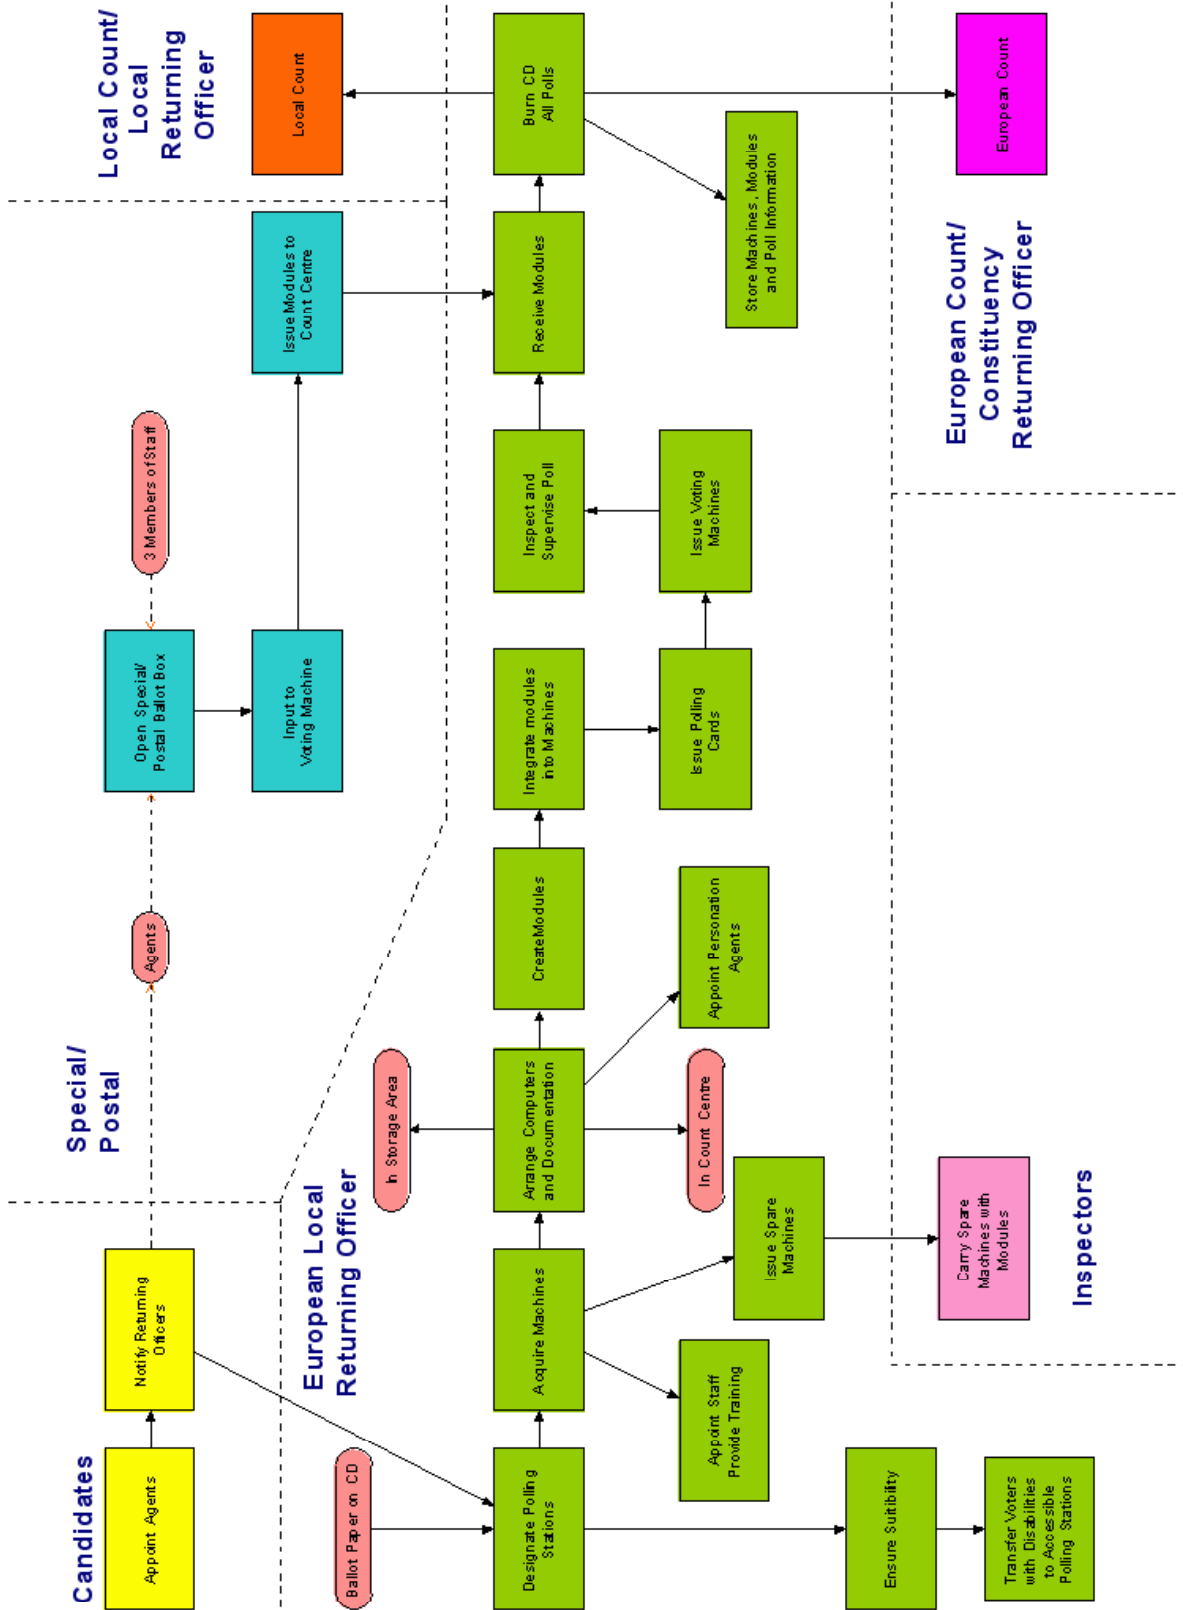 Candidates
Appoint Agents
Notify Returning
Officers
Special/
Postal
Agents
Open Special/
Postal Ballot Box
3 Members of Staff
Input to
Voting Machine
Issue Modules to
Count Centre
Local Count/
Local
Returning
Officer
Local Count
European Local
Returning Officer
Ballot Paper on CD
In Storage Area
Designate Polling
Stations
Acquire Machines
Arrange Computers
and Documentation
Create Modules
Integrate modules
into Machines
Inspect and
Supervise Poll
Receive Modules
Burn CD
All Polls
Appoint Staff
Provide Training
Issue Spare
Machines
In Count Centre
Appoint Personation
Agents
Issue Polling
Cards
Issue Voting
Machines
Store Machines, Modules
and Poll Information
Ensure Suitibility
Transfer Voters
with Disabilities
to Accessible
Polling Stations
Carry Spare
Machines with
Modules
Inspectors
European Count/
Constituency
Returning Officer
European Count